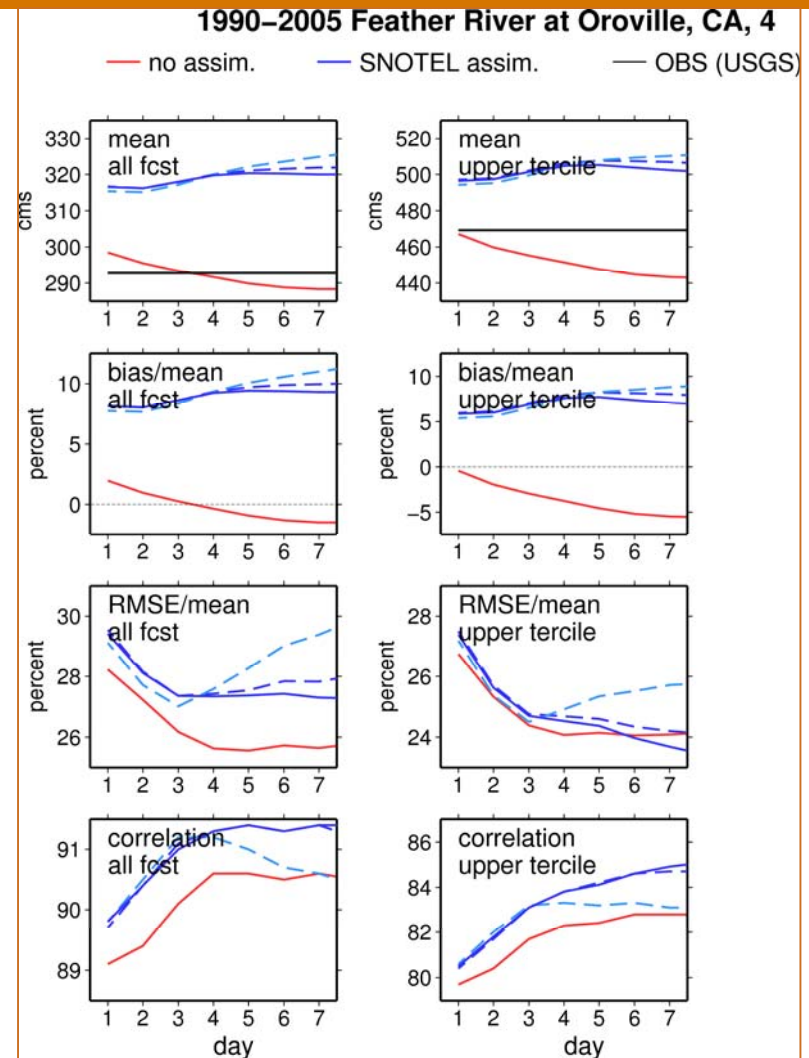 1990–2005 Feather River at Oroville, CA, 4
no assim. SNOTEL assim. OBS (USGS)
mean
all fcst
cms
330
320
310
300
290
1 2 3 4 5 6 7
mean
upper tercile
cms
520
500
480
460
440
1 2 3 4 5 6 7
bias/mean
all fcst
percent
10
5
0
1 2 3 4 5 6 7
bias/mean
upper tercile
percent
10
5
0
−5
1 2 3 4 5 6 7
RMSE/mean
all fcst
percent
30
28
26
1 2 3 4 5 6 7
RMSE/mean
upper tercile
percent
28
26
24
1 2 3 4 5 6 7
correlation
all fcst
91
90
89
1 2 3 4 5 6 7
day
correlation
upper tercile
86
84
82
80
1 2 3 4 5 6 7
day